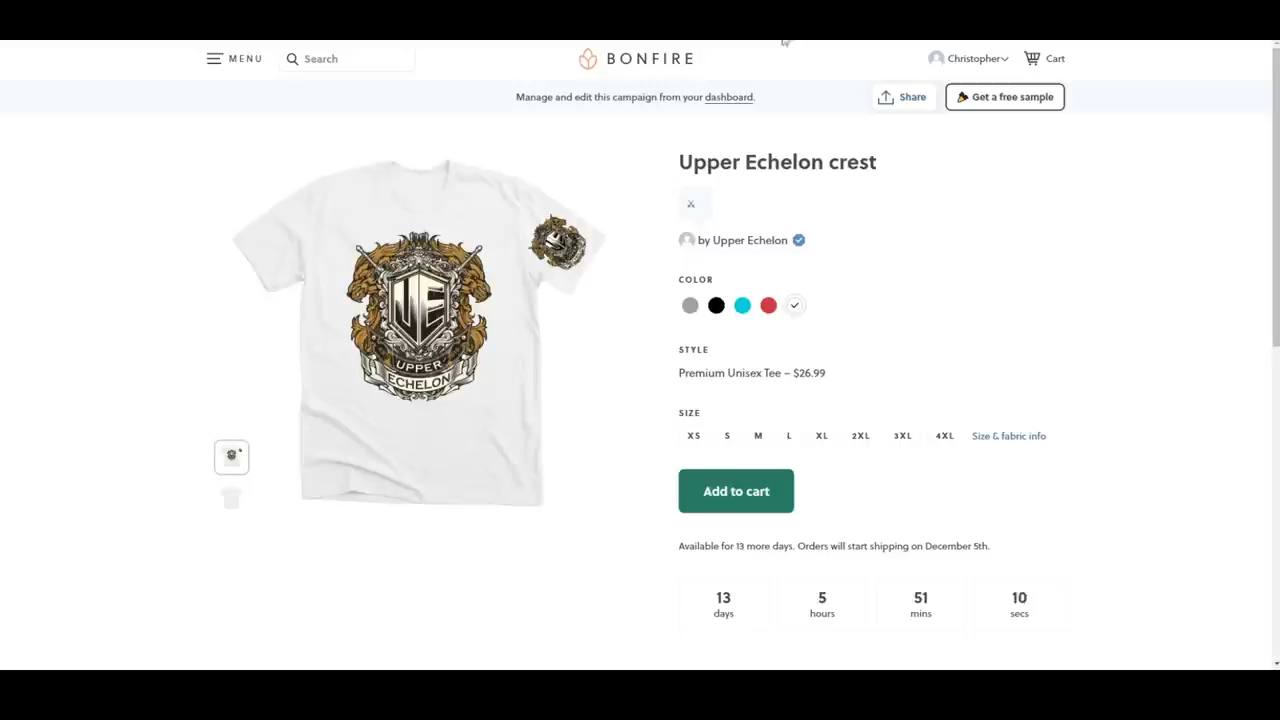 MENU
Search
BONFIRE
Christopher
Cart
Manage and edit this campaign from your dashboard.
Share
Get a free sample
Upper Echelon crest
by Upper Echelon
COLOR
STYLE
Premium Unisex Tee – $26.99
SIZE
XS S M L XL 2XL 3XL 4XL Size & fabric info
Add to cart
Available for 13 more days. Orders will start shipping on December 5th.
13 5 51 10
days hours mins secs
UE
UPPER
ECHELON